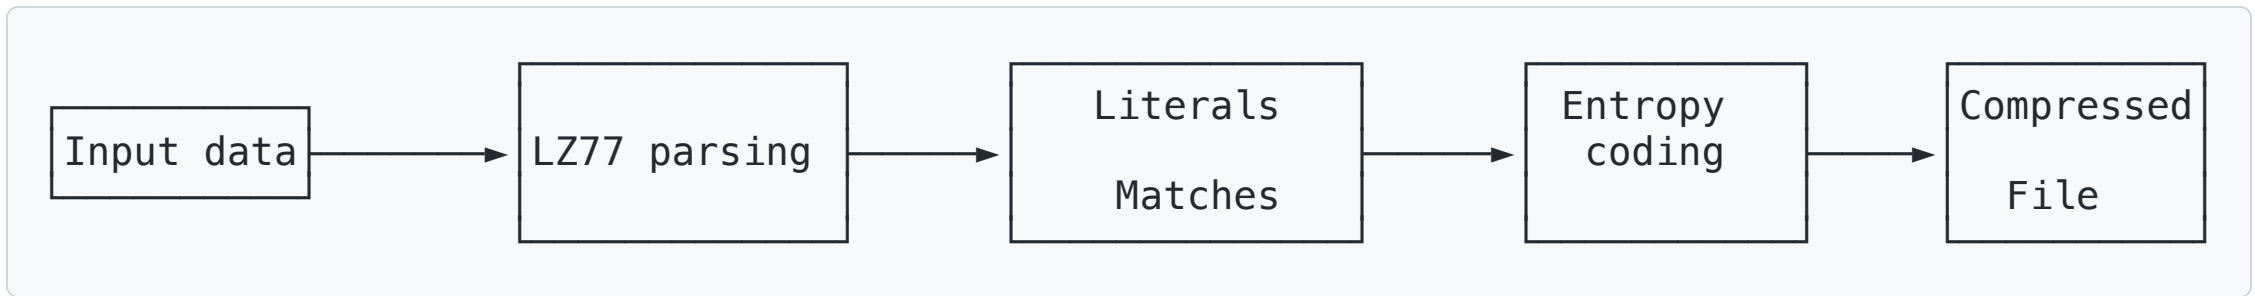 Input data
LZ77 parsing
Literals
Matches
Entropy
coding
Compressed
File